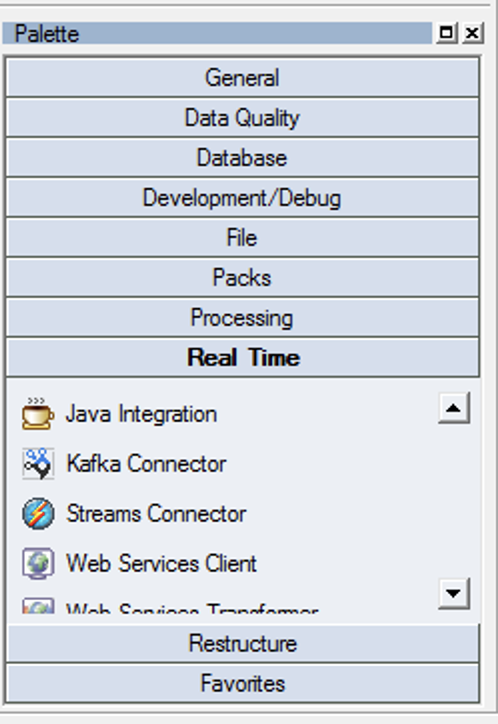 Palette
General
Data Quality
Database
Development/Debug
File
Packs
Processing
Real Time
Java Integration
Kafka Connector
Streams Connector
Web Services Client
Web Services Transformer
Restructure
Favorites